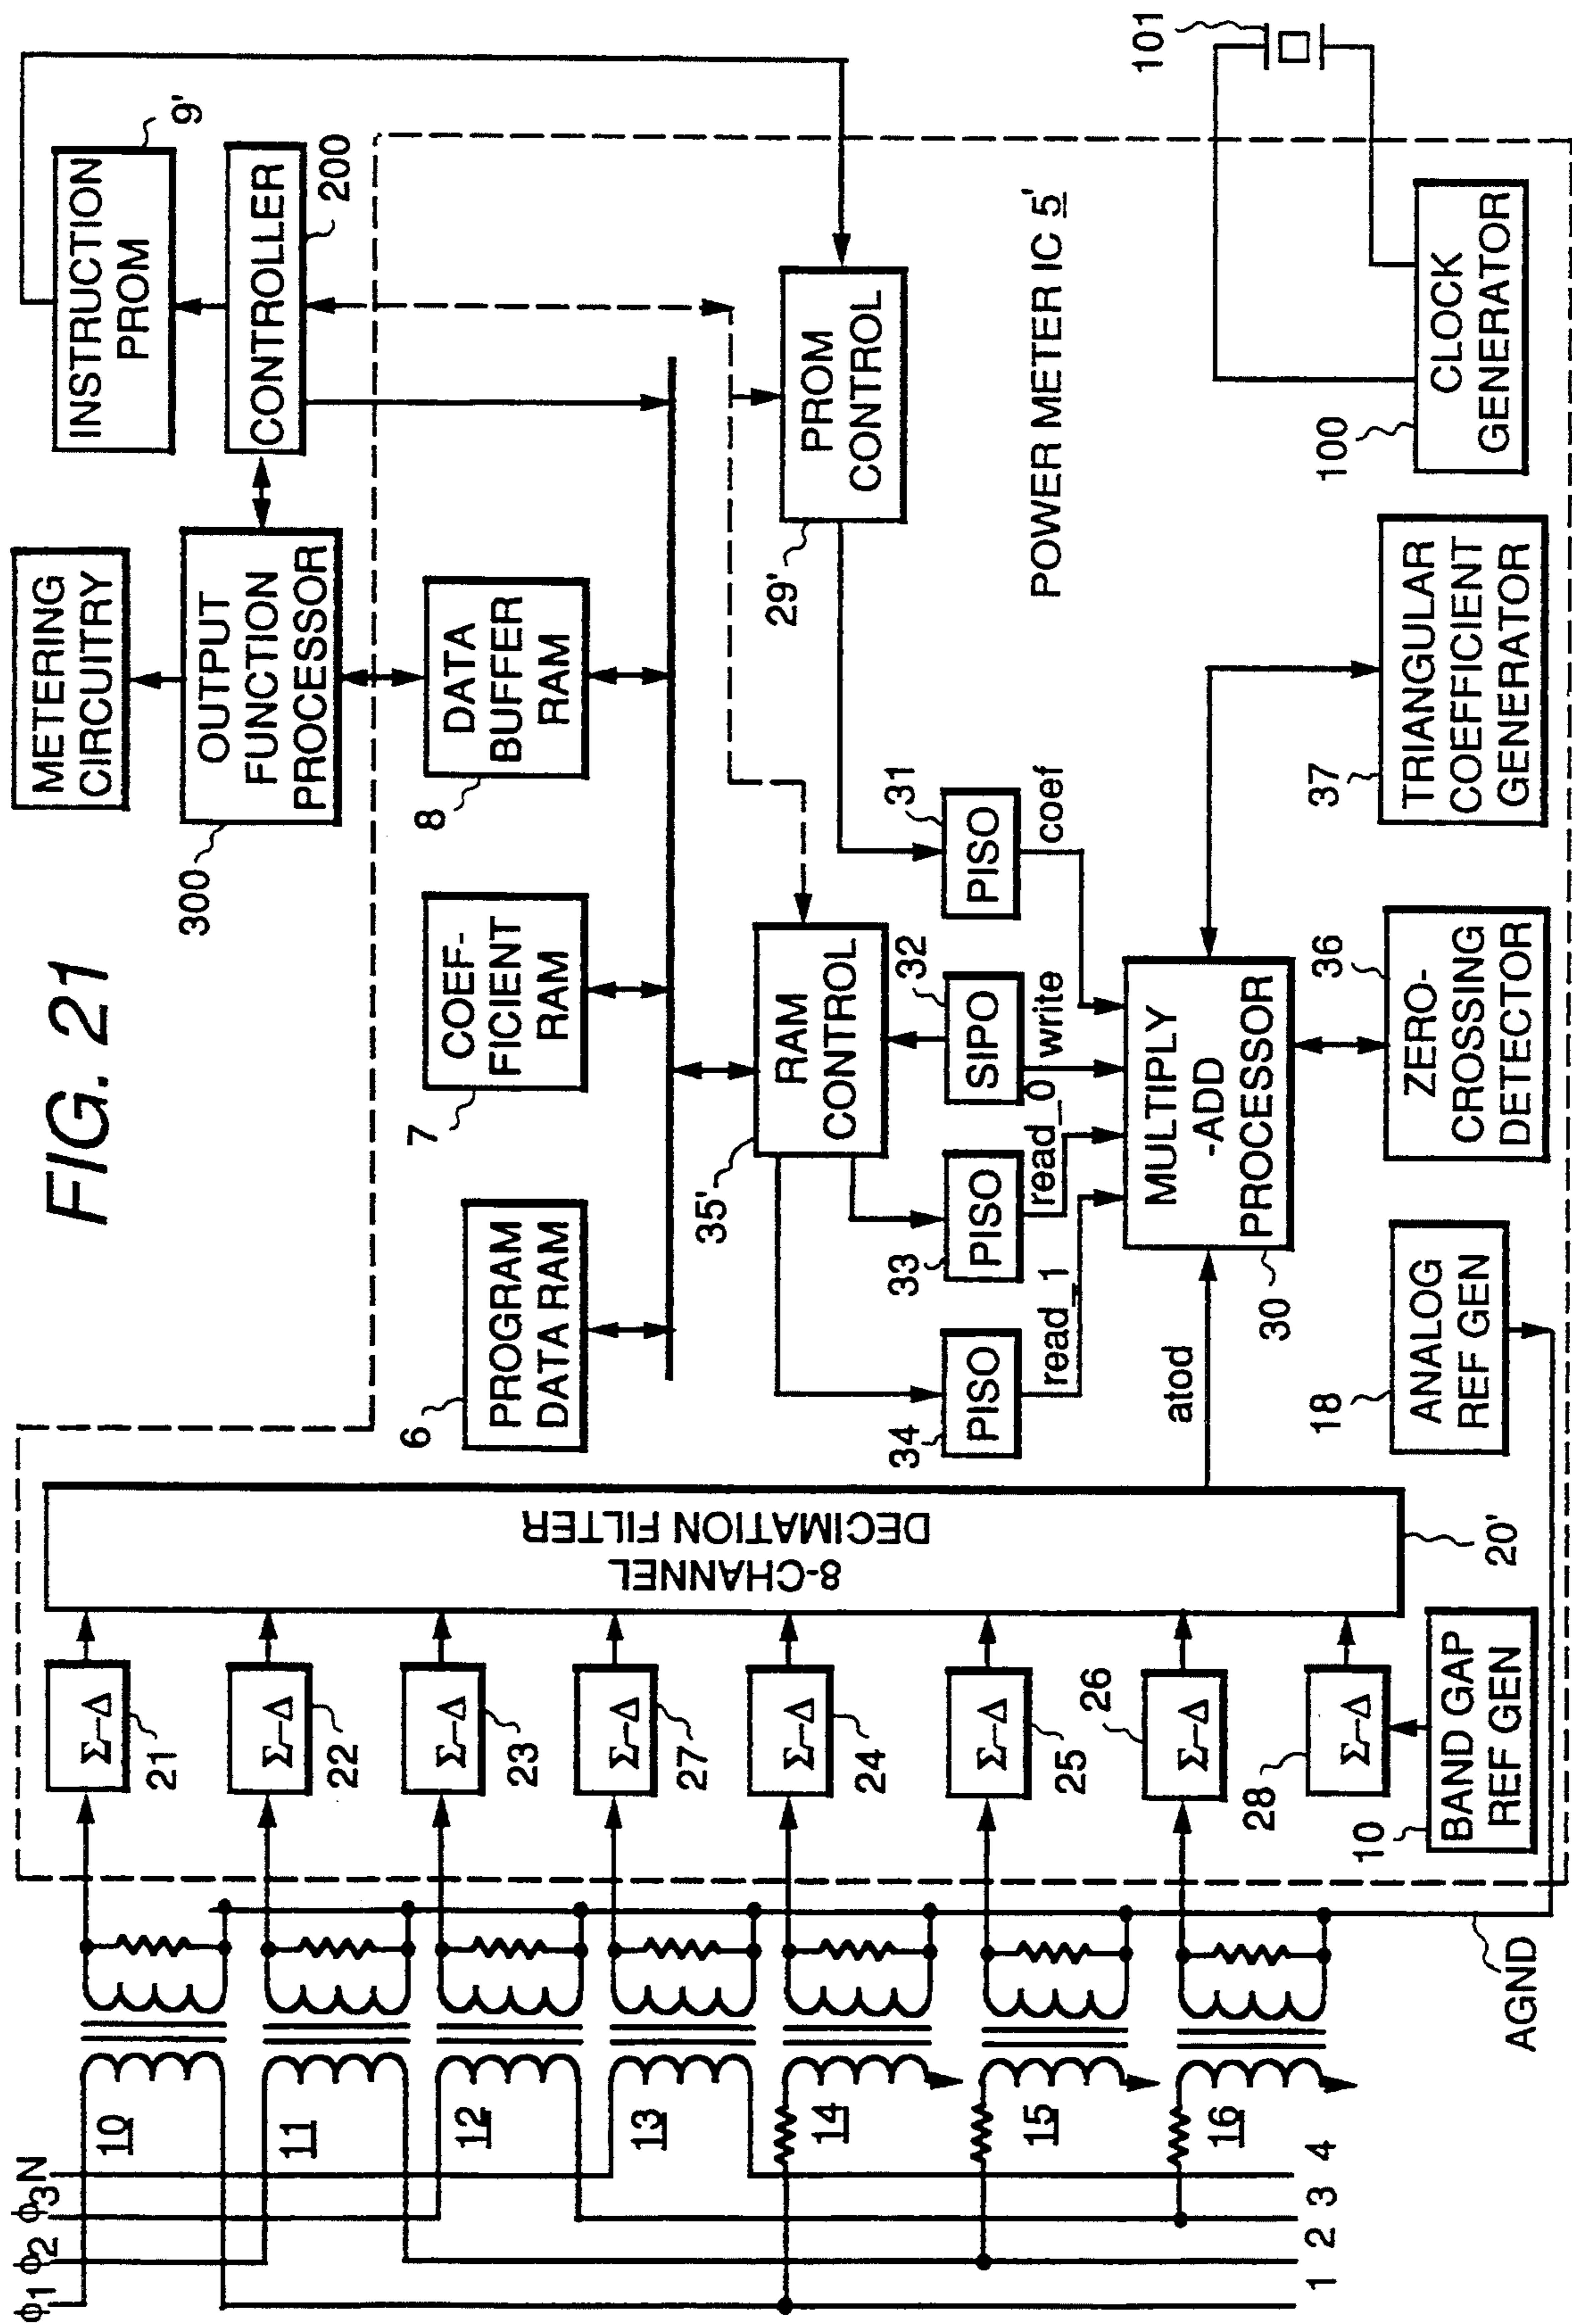 FIG. 21
METERING
CIRCUITRY
OUTPUT
FUNCTION
PROCESSOR
300
INSTRUCTION
PROM
9'
CONTROLLER
200
PROGRAM
DATA RAM
6
COEF-
FICIENT
RAM
7
DATA
BUFFER
RAM
8
RAM
CONTROL
35'
PROM
CONTROL
29'
PISO
34
read_1
PISO
33
read_0
SIPO
32
write
PISO
31
coef
POWER METER IC 5'
MULTIPLY
-ADD
PROCESSOR
30
atod
ANALOG
REF GEN
18
ZERO-
CROSSING
DETECTOR
36
TRIANGULAR
COEFFICIENT
GENERATOR
37
CLOCK
GENERATOR
100
101
8-CHANNEL
DECIMATION FILTER
20'
Σ–Δ
21
Σ–Δ
22
Σ–Δ
23
Σ–Δ
27
Σ–Δ
24
Σ–Δ
25
Σ–Δ
26
Σ–Δ
28
BAND GAP
REF GEN
10
AGND
ϕ1
ϕ2
ϕ3
N
10
11
12
13
14
15
16
1
2
3
4